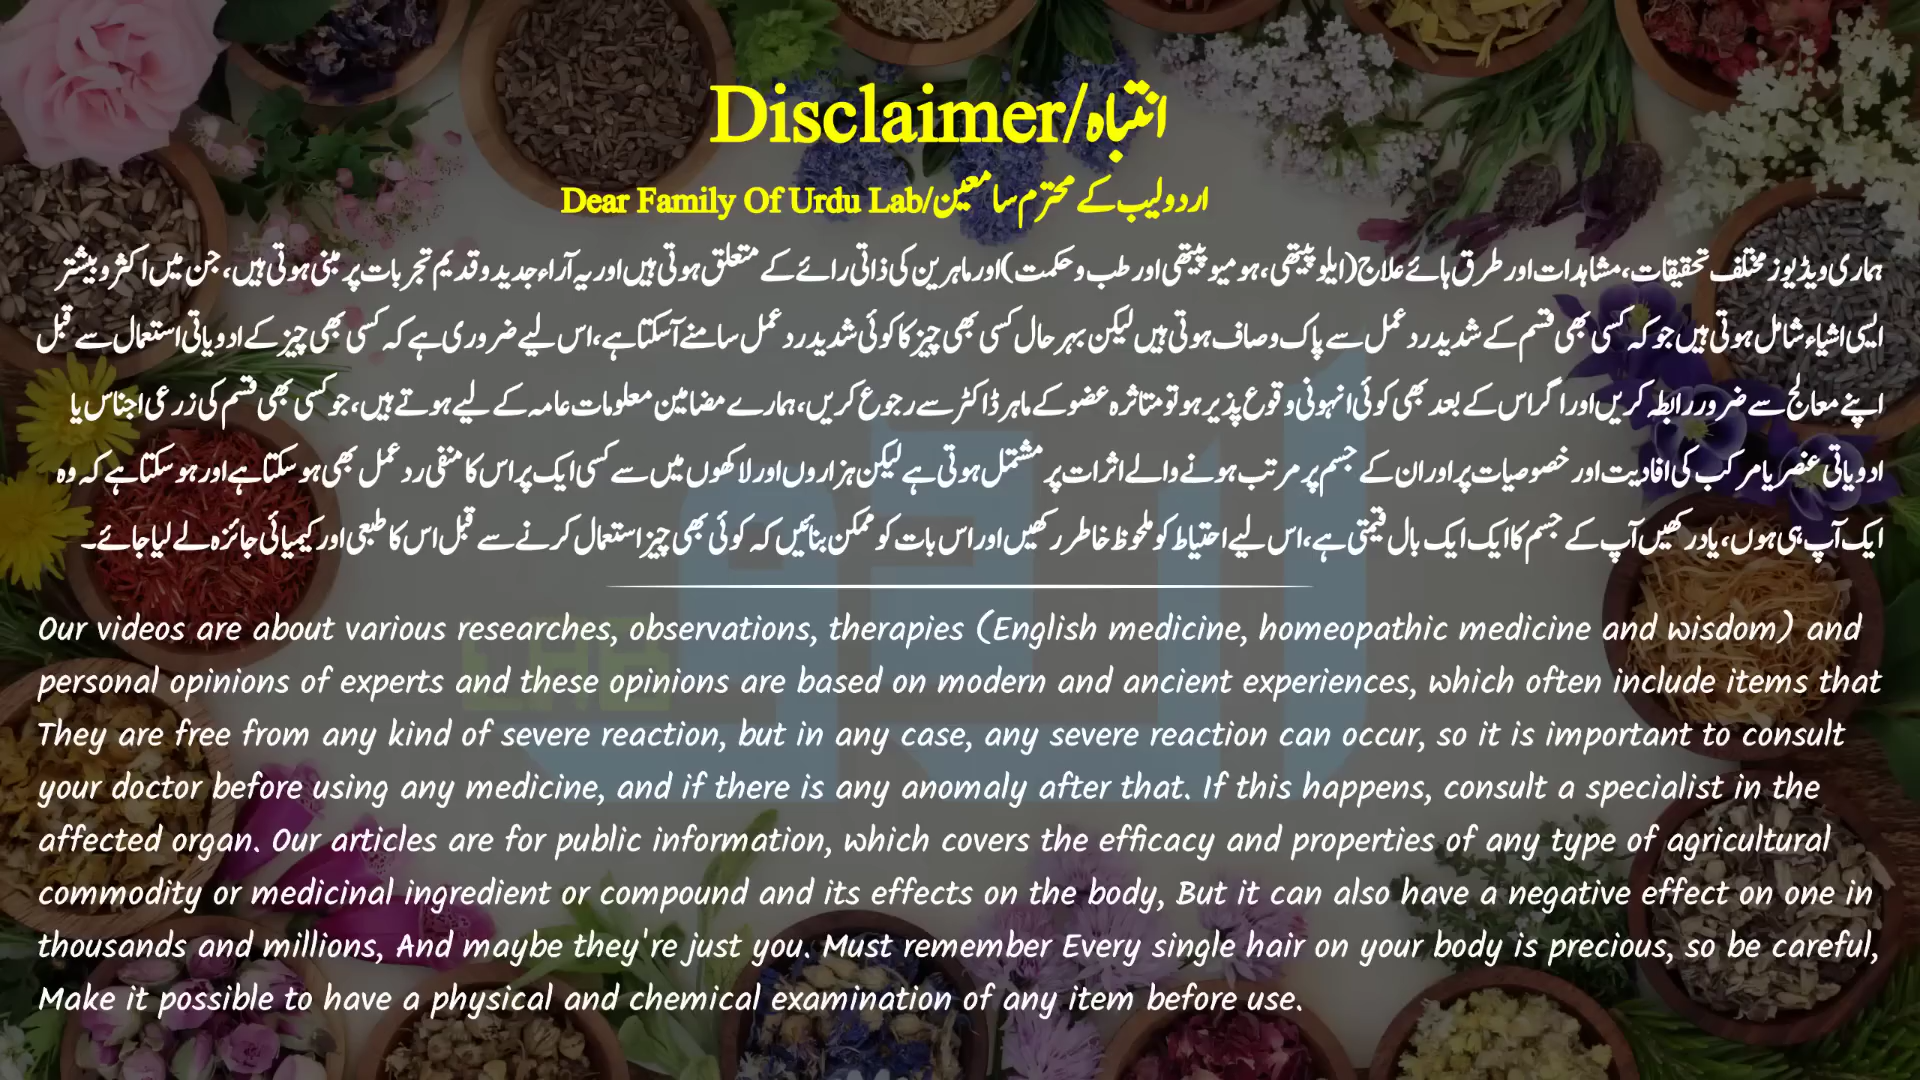 Disclaimer/انتباہ
Dear Family Of Urdu Lab/اردو لیب کے محترم سامعین
ہماری ویڈیوز مختلف تحقیقات، مشاہدات اور طرق ہائے علاج (ایلو پیتھی، ہومیو پیتھی اور طب و حکمت) اور ماہرین کی ذاتی رائے کے متعلق ہوتی ہیں اور یہ آراء جدید و قدیم تجربات پر مبنی ہوتی ہیں، جن میں اکثر و بیشتر
ایسی اشیاء شامل ہوتی ہیں جو کہ کسی بھی قسم کے شدید رد عمل سے پاک و صاف ہوتی ہیں لیکن بہر حال کسی بھی چیز کا کوئی شدید رد عمل سامنے آسکتا ہے، اس لیے ضروری ہے کہ کسی بھی چیز کے ادویاتی استعمال سے قبل
اپنے معالج سے ضرور رابطہ کریں اور اگر اس کے بعد بھی کوئی انہونی وقوع پذیر ہو تو متاثرہ عضو کے ماہر ڈاکٹر سے رجوع کریں، ہمارے مضامین معلومات عامہ کے لیے ہوتے ہیں، جو کسی بھی قسم کی زرعی اجناس یا
ادویاتی عنصر یا مرکب کی افادیت اور خصوصیات پر اور ان کے جسم پر مرتب ہونے والے اثرات پر مشتمل ہوتی ہے لیکن ہزاروں اور لاکھوں میں سے کسی ایک پر اس کا منفی رد عمل بھی ہو سکتا ہے اور ہو سکتا ہے کہ وہ
ایک آپ ہی ہوں، یاد رکھیں آپ کے جسم کا ایک ایک بال قیمتی ہے، اس لیے احتیاط کو ملحوظ خاطر رکھیں اور اس بات کو ممکن بنائیں کہ کوئی بھی چیز استعمال کرنے سے قبل اس کا طبعی اور کیمیائی جائزہ لے لیا جائے۔
Our videos are about various researches, observations, therapies (English medicine, homeopathic medicine and wisdom) and
personal opinions of experts and these opinions are based on modern and ancient experiences, which often include items that
They are free from any kind of severe reaction, but in any case, any severe reaction can occur, so it is important to consult
your doctor before using any medicine, and if there is any anomaly after that. If this happens, consult a specialist in the
affected organ. Our articles are for public information, which covers the efficacy and properties of any type of agricultural
commodity or medicinal ingredient or compound and its effects on the body, But it can also have a negative effect on one in
thousands and millions, And maybe they're just you. Must remember Every single hair on your body is precious, so be careful,
Make it possible to have a physical and chemical examination of any item before use.
اردو
LAB